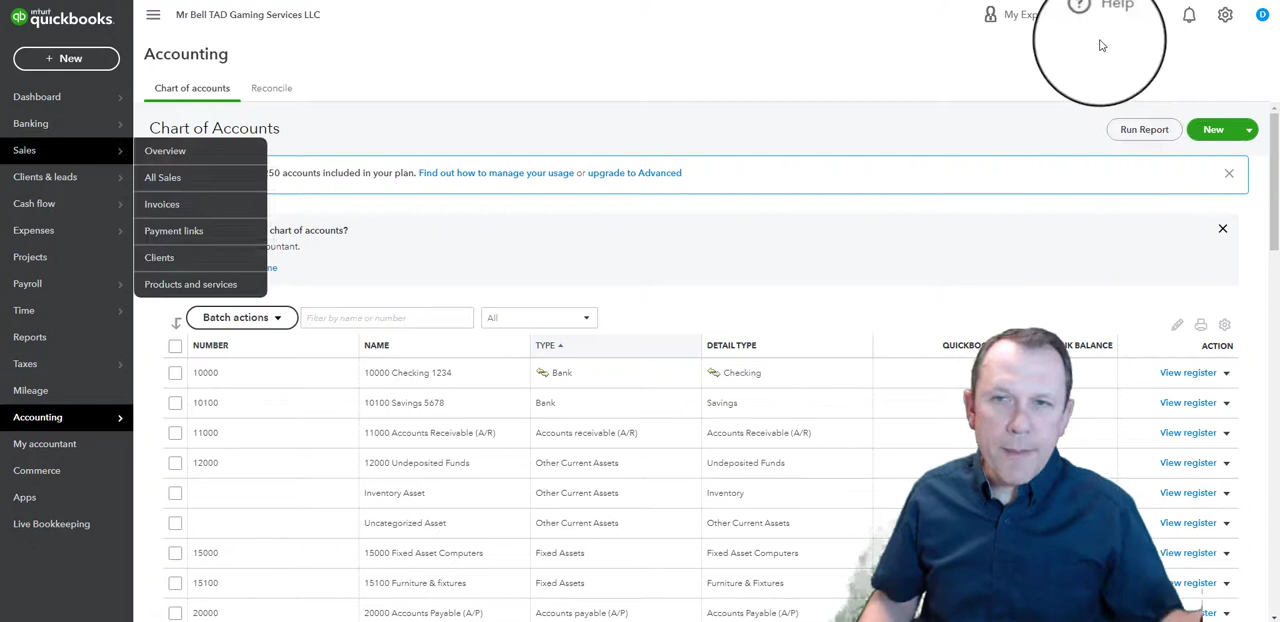 intuit
quickbooks.
Mr Bell TAD Gaming Services LLC
My Exp
Help
D
+ New
Accounting
Dashboard
Chart of accounts
Reconcile
Banking
Chart of Accounts
Run Report
New
Sales
Overview
Clients & leads
All Sales
50 accounts included in your plan. Find out how to manage your usage or upgrade to Advanced
Cash flow
Invoices
Expenses
Payment links
chart of accounts?
ountant.
Projects
Clients
me
Payroll
Products and services
Time
Batch actions
Filter by name or number
All
Reports
NUMBER
NAME
TYPE
DETAIL TYPE
QUICKBOO
NK BALANCE
ACTION
Taxes
10000
10000 Checking 1234
Bank
Checking
View register
Mileage
10100
10100 Savings 5678
Bank
Savings
View register
Accounting
11000
11000 Accounts Receivable (A/R)
Accounts receivable (A/R)
Accounts Receivable (A/R)
View register
My accountant
12000
12000 Undeposited Funds
Other Current Assets
Undeposited Funds
View register
Commerce
Inventory Asset
Other Current Assets
Inventory
View register
Apps
Uncategorized Asset
Other Current Assets
Other Current Assets
View register
Live Bookkeeping
15000
15000 Fixed Asset Computers
Fixed Assets
Fixed Asset Computers
View register
15100
15100 Furniture & fixtures
Fixed Assets
Furniture & Fixtures
ew register
20000
20000 Accounts Payable (A/P)
Accounts payable (A/P)
Accounts Payable (A/P)
ster